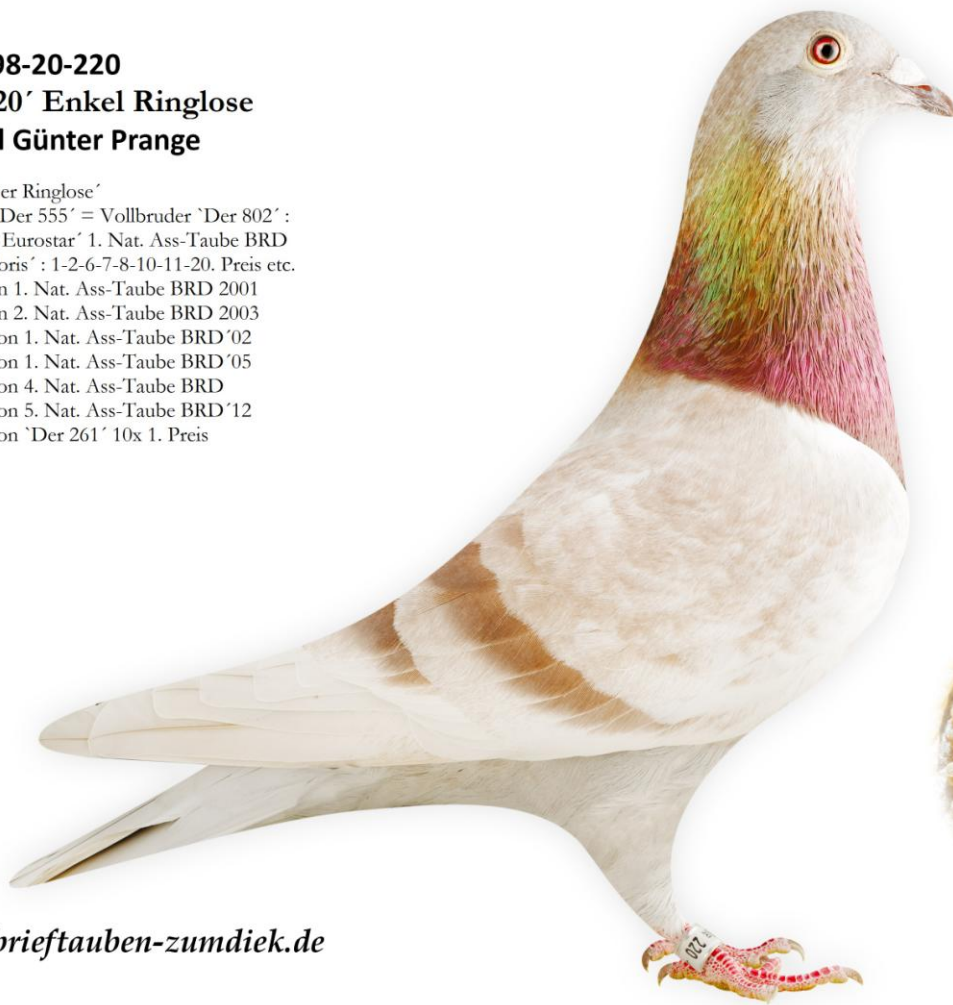 98-20-220
20´ Enkel Ringlose
Günter Prange
er Ringlose´
Der 555´ = Vollbruder `Der 802´ :
Eurostar´ 1. Nat. Ass-Taube BRD
oris´ : 1-2-6-7-8-10-11-20. Preis etc.
n 1. Nat. Ass-Taube BRD 2001
n 2. Nat. Ass-Taube BRD 2003
on 1. Nat. Ass-Taube BRD´02
on 1. Nat. Ass-Taube BRD´05
on 4. Nat. Ass-Taube BRD
on 5. Nat. Ass-Taube BRD´12
on `Der 261´ 10x 1. Preis
brieftauben-zumdiek.de
220